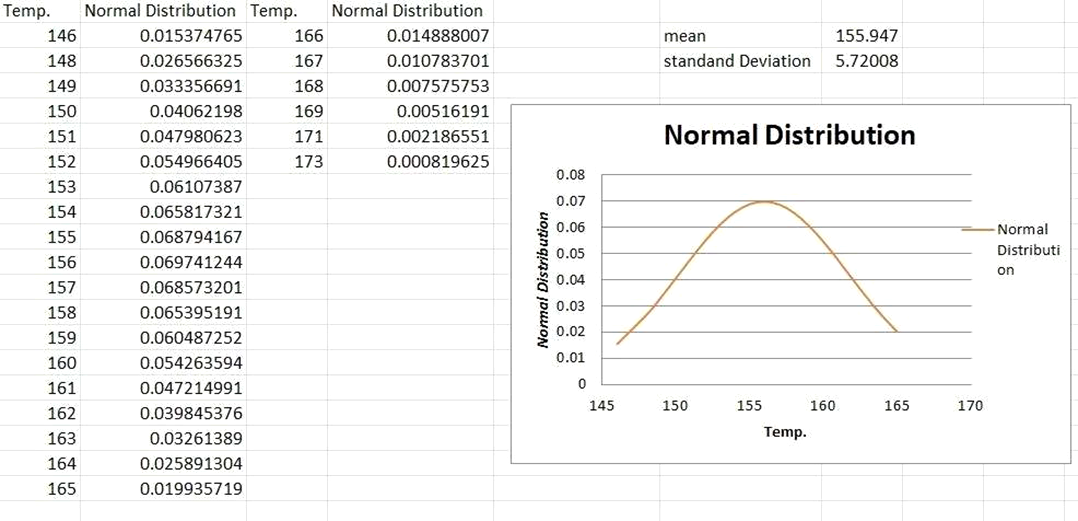 Temp. Normal Distribution Temp. Normal Distribution
146 0.015374765 166 0.014888007 mean 155.947
148 0.026566325 167 0.010783701 standand Deviation 5.72008
149 0.033356691 168 0.007575753
150 0.04062198 169 0.00516191
151 0.047980623 171 0.002186551
152 0.054966405 173 0.000819625
153 0.06107387
154 0.065817321
155 0.068794167
156 0.069741244
157 0.068573201
158 0.065395191
159 0.060487252
160 0.054263594
161 0.047214991
162 0.039845376
163 0.03261389
164 0.025891304
165 0.019935719
Normal Distribution
0.08
0.07
0.06
0.05
0.04
0.03
0.02
0.01
0
Normal Distribution
145 150 155 160 165 170
Temp.
Normal
Distributi
on